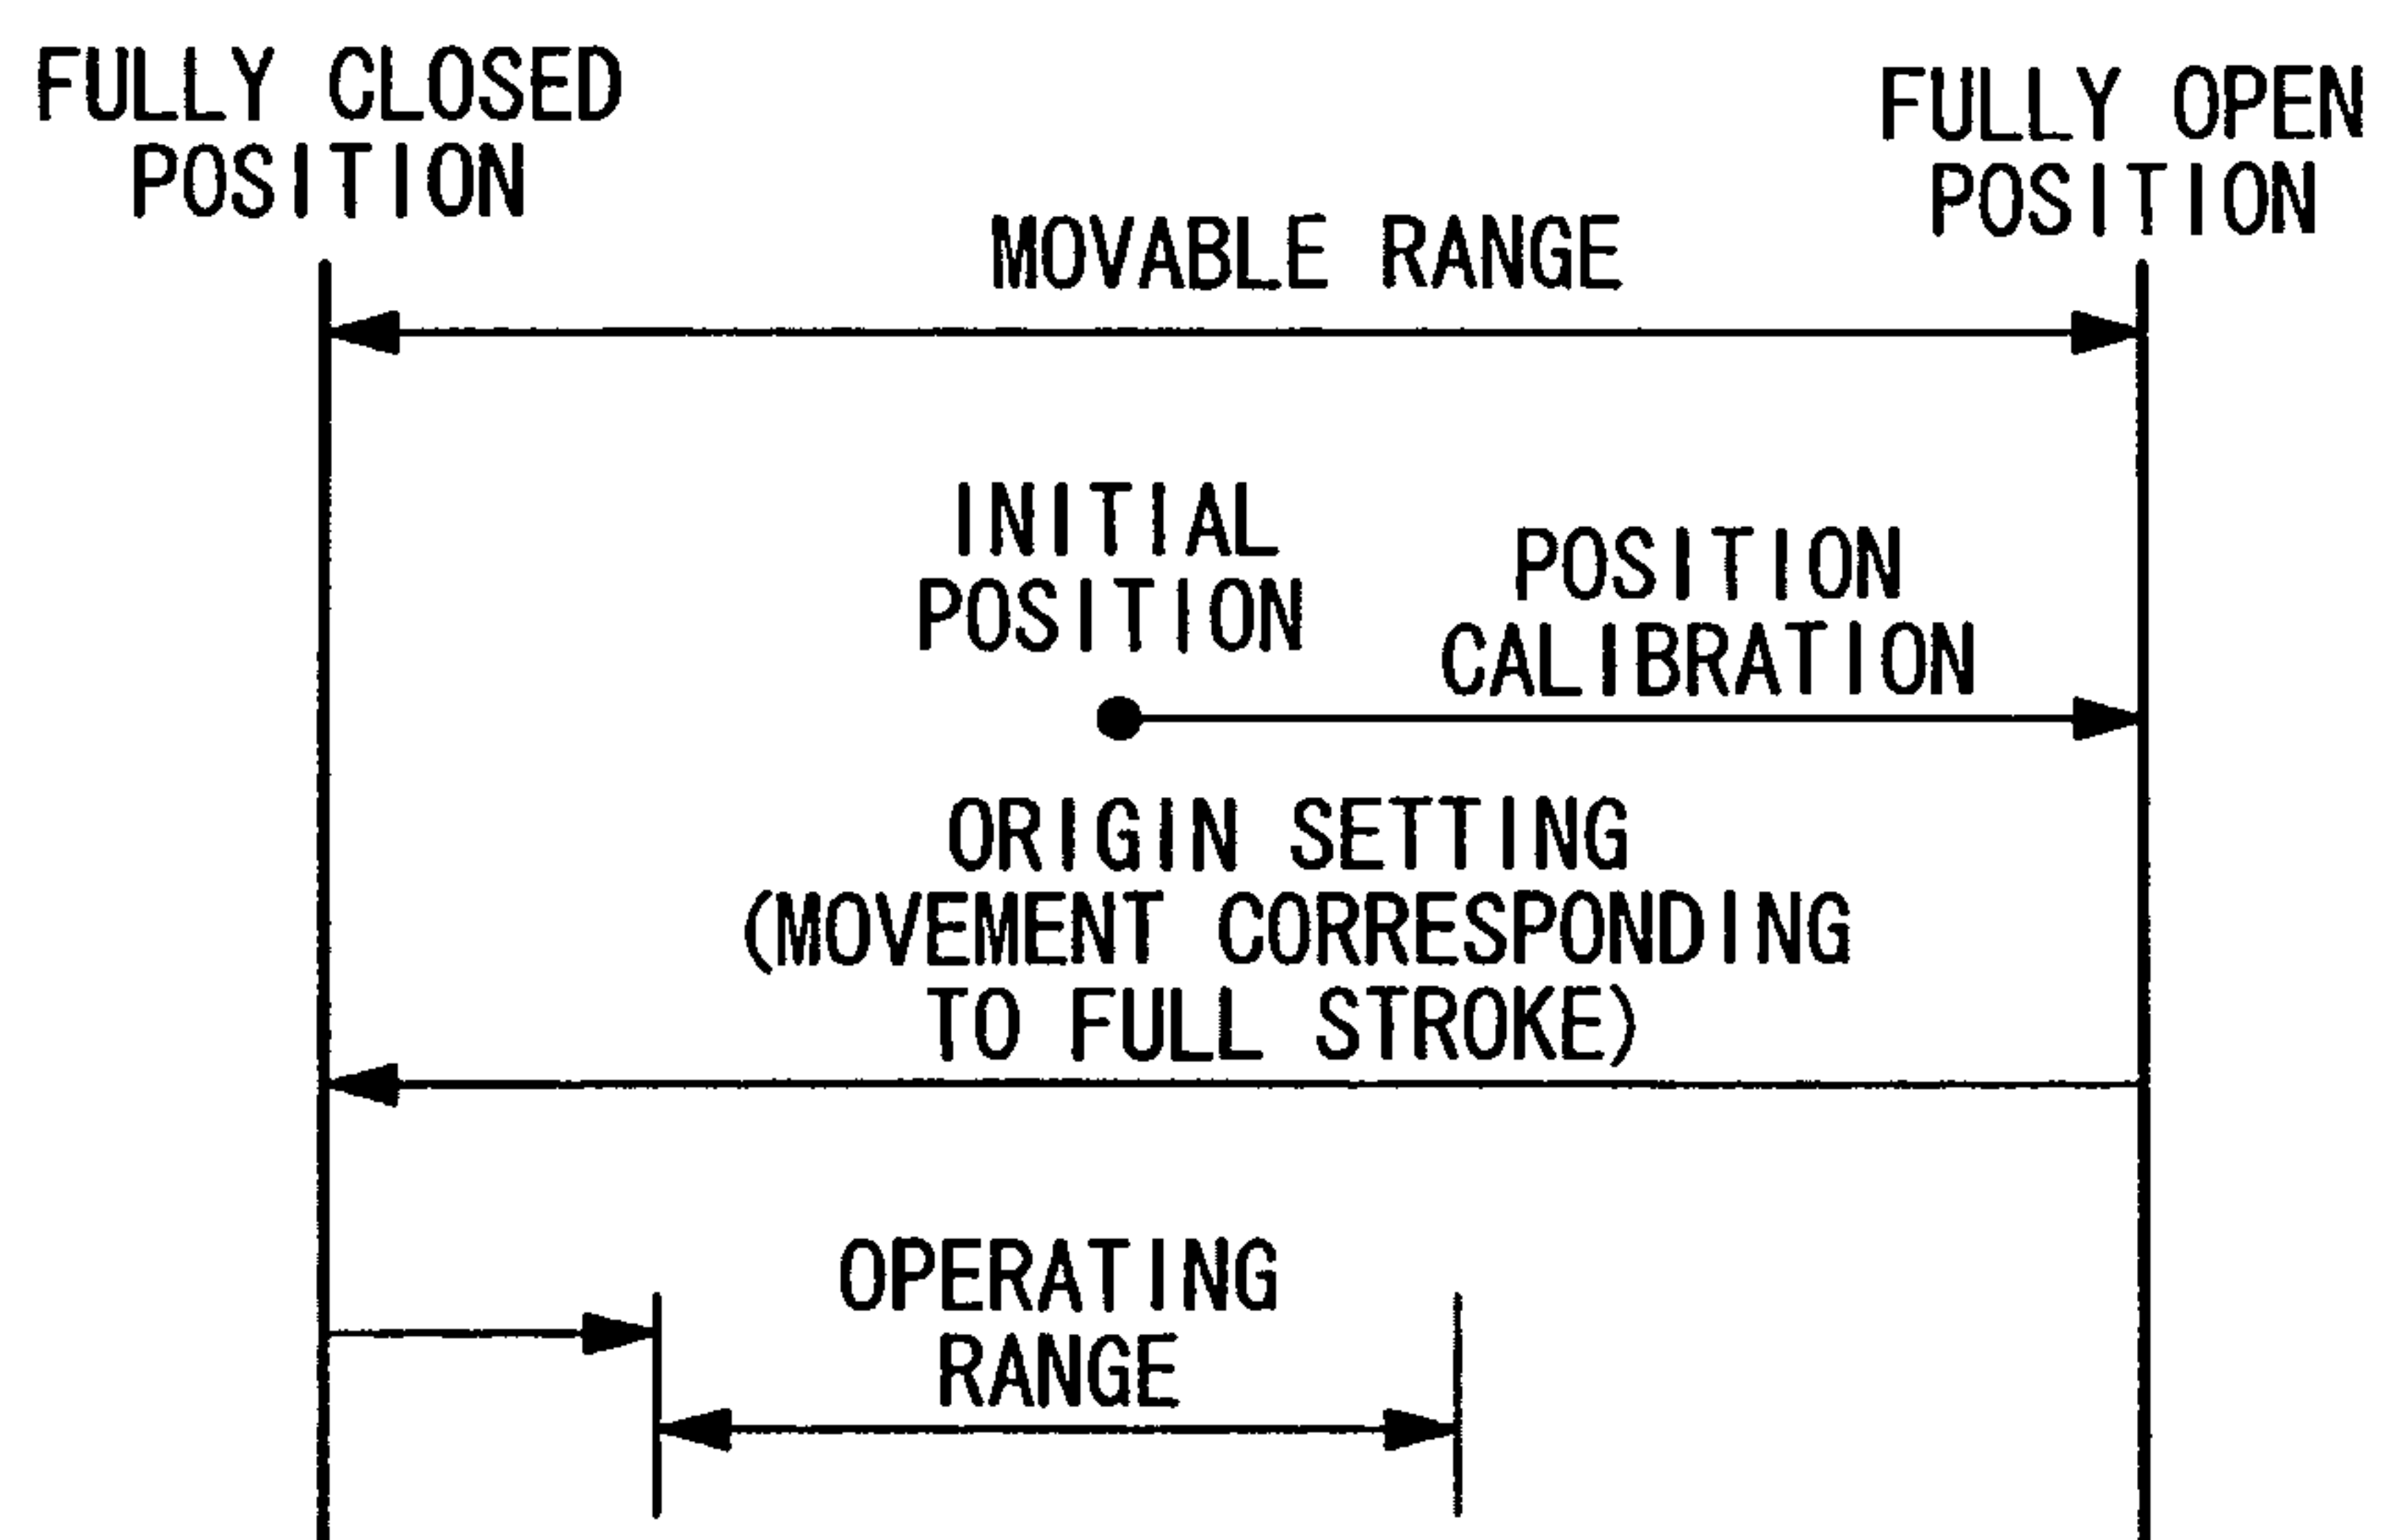 FULLY CLOSED
POSITION
FULLY OPEN
POSITION
MOVABLE RANGE
INITIAL
POSITION
POSITION
CALIBRATION
ORIGIN SETTING
(MOVEMENT CORRESPONDING
TO FULL STROKE)
OPERATING
RANGE